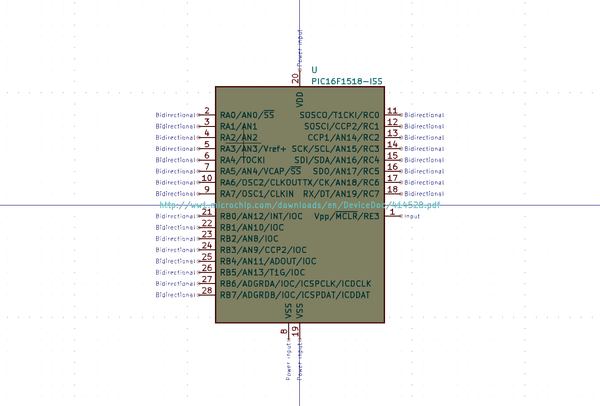 Power input
20
U
PIC16F1518-ISS
VDD
Bidirectional 2 RA0/AN0/SS SOSCO/T1CKI/RC0 11 Bidirectional
Bidirectional 3 RA1/AN1 SOSCI/CCP2/RC1 12 Bidirectional
Bidirectional 4 RA2/AN2 CCP1/AN14/RC2 13 Bidirectional
Bidirectional 5 RA3/AN3/Vref+ SCK/SCL/AN15/RC3 14 Bidirectional
Bidirectional 6 RA4/T0CKI SDI/SDA/AN16/RC4 15 Bidirectional
Bidirectional 7 RA5/AN4/VCAP/SS SDO/AN17/RC5 16 Bidirectional
Bidirectional 10 RA6/OSC2/CLKOUT TX/CK/AN18/RC6 17 Bidirectional
Bidirectional 9 RA7/OSC1/CLKIN RX/DT/AN19/RC7 18 Bidirectional
http://ww1.microchip.com/downloads/en/DeviceDoc/41452B.pdf
Bidirectional 21 RB0/AN12/INT/IOC Vpp/MCLR/RE3 1 Input
Bidirectional 22 RB1/AN10/IOC
Bidirectional 23 RB2/AN8/IOC
Bidirectional 24 RB3/AN9/CCP2/IOC
Bidirectional 25 RB4/AN11/ADOUT/IOC
Bidirectional 26 RB5/AN13/T1G/IOC
Bidirectional 27 RB6/ADGRDA/IOC/ICSPCLK/ICDCLK
Bidirectional 28 RB7/ADGRDB/IOC/ICSPDAT/ICDDAT
VSS VSS
8 19
Power input Power input